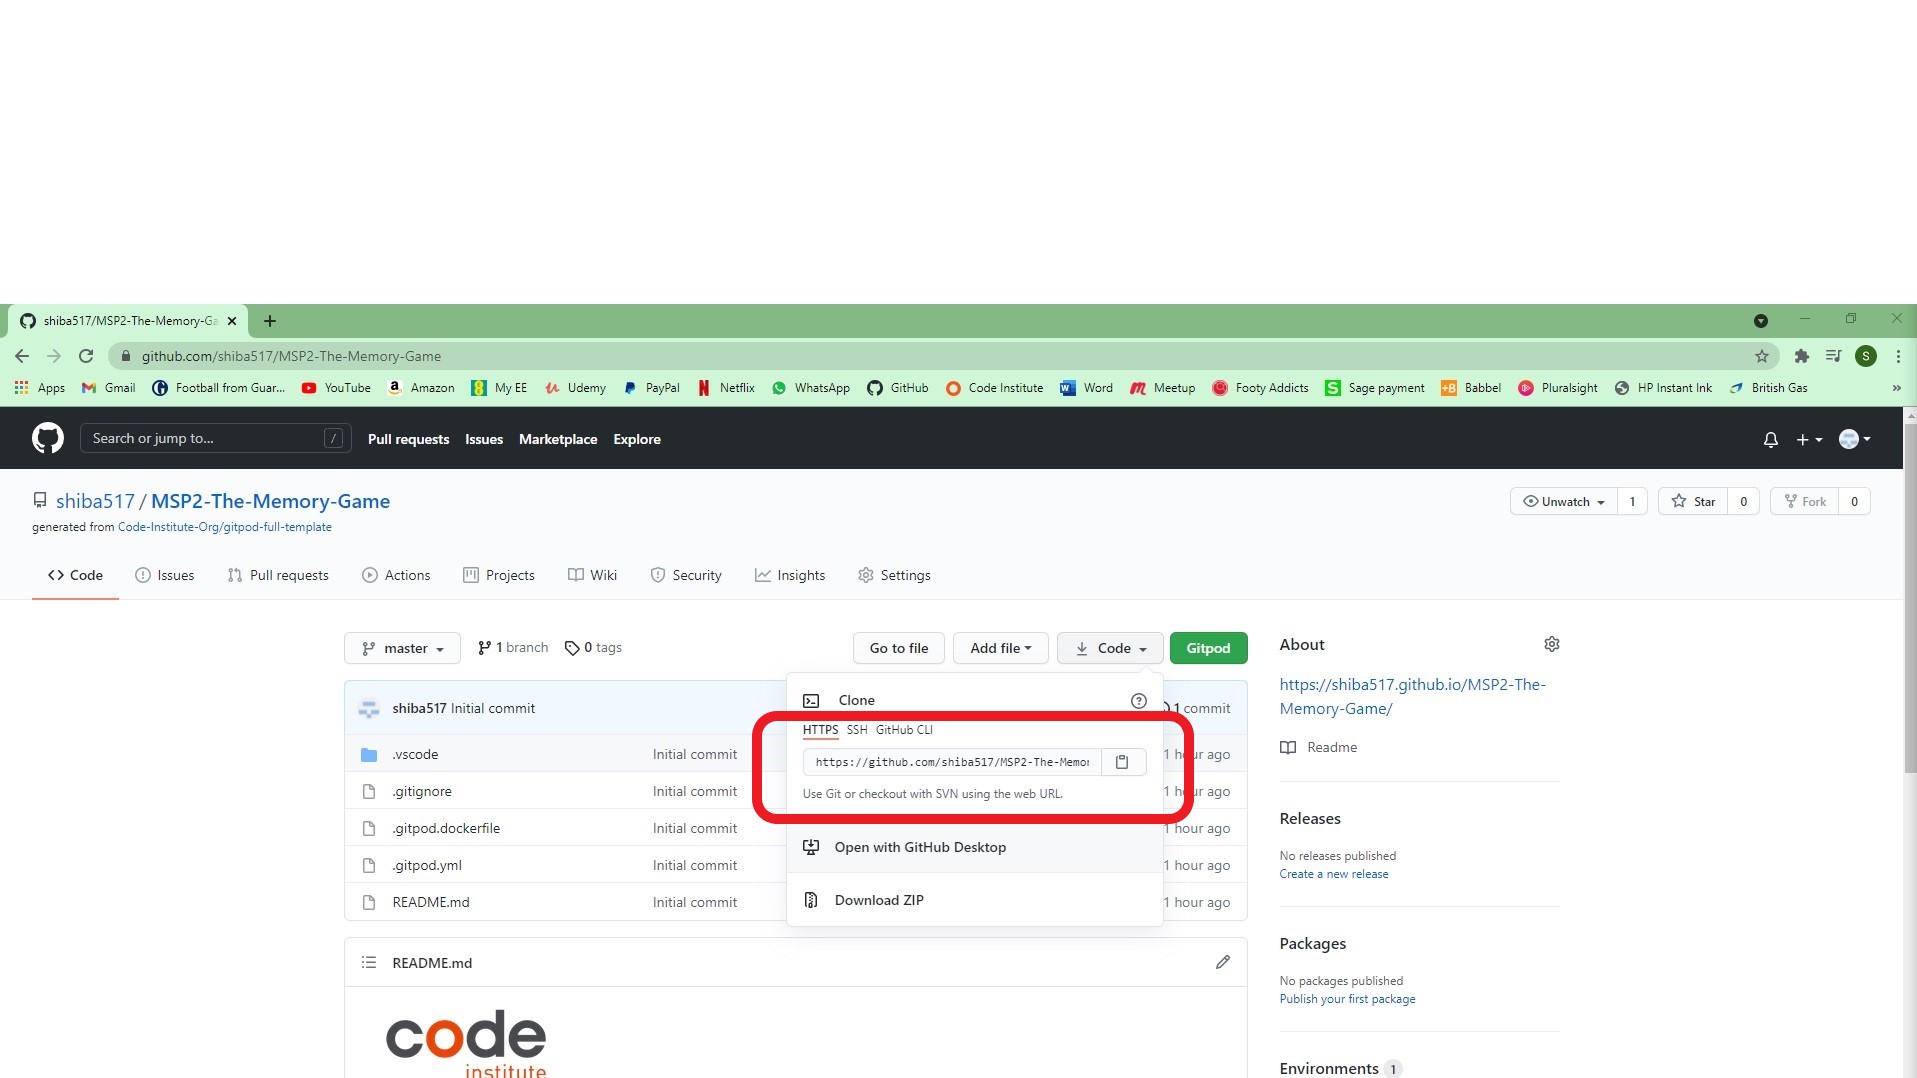 shiba517/MSP2-The-Memory-Ga
github.com/shiba517/MSP2-The-Memory-Game
S
Apps Gmail Football from Guar... YouTube Amazon My EE Udemy PayPal Netflix WhatsApp GitHub Code Institute Word Meetup Footy Addicts Sage payment Babbel Pluralsight HP Instant Ink British Gas »
Search or jump to... / Pull requests Issues Marketplace Explore
shiba517 / MSP2-The-Memory-Game
Unwatch 1 Star 0 Fork 0
generated from Code-Institute-Org/gitpod-full-template
Code Issues Pull requests Actions Projects Wiki Security Insights Settings
master 1 branch 0 tags Go to file Add file Code Gitpod
shiba517 Initial commit 1 commit
.vscode Initial commit 1 hour ago
.gitignore Initial commit hour ago
.gitpod.dockerfile Initial commit 1 hour ago
.gitpod.yml Initial commit 1 hour ago
README.md Initial commit 1 hour ago
Clone
HTTPS SSH GitHub CLI
https://github.com/shiba517/MSP2-The-Memor
Use Git or checkout with SVN using the web URL.
Open with GitHub Desktop
Download ZIP
README.md
code
institute
About
https://shiba517.github.io/MSP2-The-
Memory-Game/
Readme
Releases
No releases published
Create a new release
Packages
No packages published
Publish your first package
Environments 1